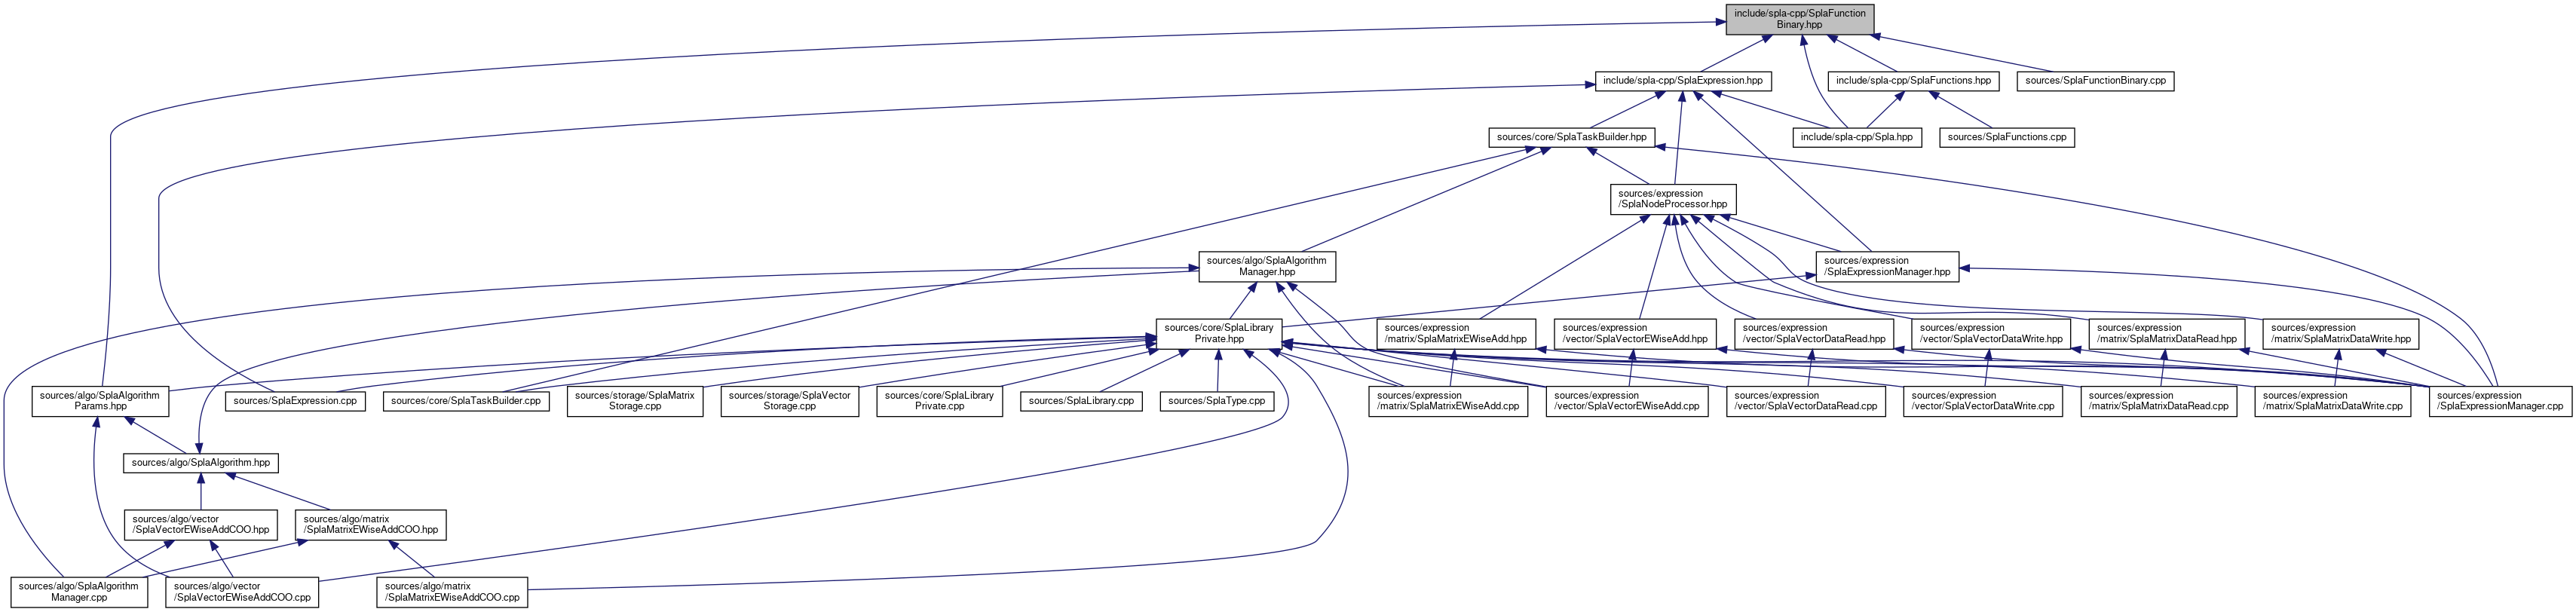 include/spla-cpp/SplaFunction
Binary.hpp
include/spla-cpp/SplaExpression.hpp
include/spla-cpp/SplaFunctions.hpp
sources/SplaFunctionBinary.cpp
sources/core/SplaTaskBuilder.hpp
include/spla-cpp/Spla.hpp
sources/SplaFunctions.cpp
sources/expression
/SplaNodeProcessor.hpp
sources/algo/SplaAlgorithm
Manager.hpp
sources/expression
/SplaExpressionManager.hpp
sources/core/SplaLibrary
Private.hpp
sources/expression
/matrix/SplaMatrixEWiseAdd.hpp
sources/expression
/vector/SplaVectorEWiseAdd.hpp
sources/expression
/vector/SplaVectorDataRead.hpp
sources/expression
/vector/SplaVectorDataWrite.hpp
sources/expression
/matrix/SplaMatrixDataRead.hpp
sources/expression
/matrix/SplaMatrixDataWrite.hpp
sources/algo/SplaAlgorithm
Params.hpp
sources/SplaExpression.cpp
sources/core/SplaTaskBuilder.cpp
sources/storage/SplaMatrix
Storage.cpp
sources/storage/SplaVector
Storage.cpp
sources/core/SplaLibrary
Private.cpp
sources/SplaLibrary.cpp
sources/SplaType.cpp
sources/expression
/matrix/SplaMatrixEWiseAdd.cpp
sources/expression
/vector/SplaVectorEWiseAdd.cpp
sources/expression
/vector/SplaVectorDataRead.cpp
sources/expression
/vector/SplaVectorDataWrite.cpp
sources/expression
/matrix/SplaMatrixDataRead.cpp
sources/expression
/matrix/SplaMatrixDataWrite.cpp
sources/expression
/SplaExpressionManager.cpp
sources/algo/SplaAlgorithm.hpp
sources/algo/vector
/SplaVectorEWiseAddCOO.hpp
sources/algo/matrix
/SplaMatrixEWiseAddCOO.hpp
sources/algo/SplaAlgorithm
Manager.cpp
sources/algo/vector
/SplaVectorEWiseAddCOO.cpp
sources/algo/matrix
/SplaMatrixEWiseAddCOO.cpp